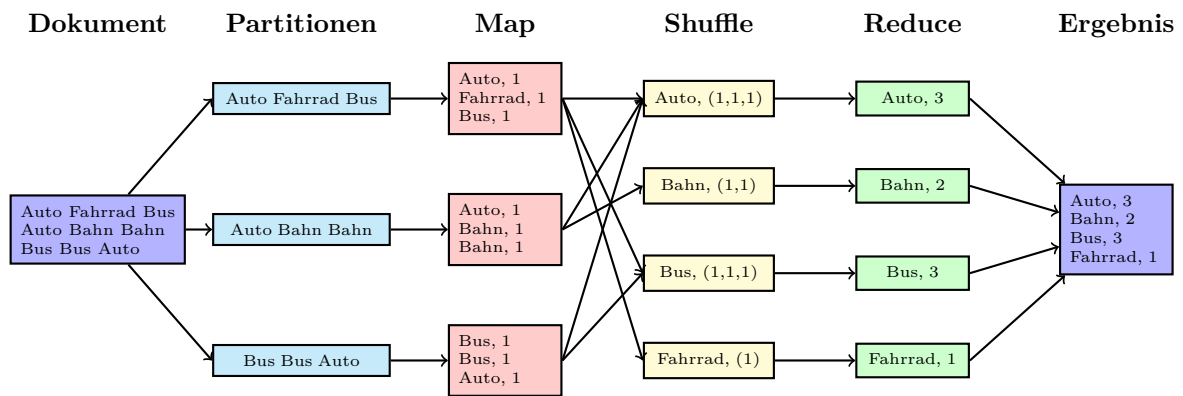 Dokument
Partitionen
Map
Shuffle
Reduce
Ergebnis
Auto Fahrrad Bus
Auto Bahn Bahn
Bus Bus Auto
Auto Fahrrad Bus
Auto Bahn Bahn
Bus Bus Auto
Auto, 1
Fahrrad, 1
Bus, 1
Auto, 1
Bahn, 1
Bahn, 1
Bus, 1
Bus, 1
Auto, 1
Auto, (1,1,1)
Bahn, (1,1)
Bus, (1,1,1)
Fahrrad, (1)
Auto, 3
Bahn, 2
Bus, 3
Fahrrad, 1
Auto, 3
Bahn, 2
Bus, 3
Fahrrad, 1